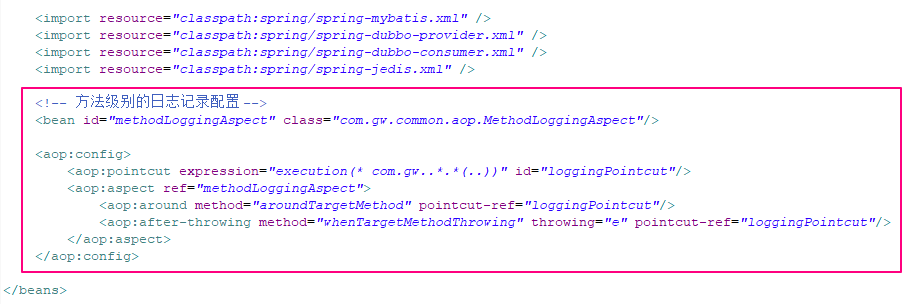 <import resource="classpath:spring/spring-mybatis.xml" />
<import resource="classpath:spring/spring-dubbo-provider.xml" />
<import resource="classpath:spring/spring-dubbo-consumer.xml" />
<import resource="classpath:spring/spring-jedis.xml" />
<!-- 方法级别的日志记录配置 -->
<bean id="methodLoggingAspect" class="com.gw.common.aop.MethodLoggingAspect"/>
<aop:config>
<aop:pointcut expression="execution(* com.gw..*.*(..))" id="loggingPointcut"/>
<aop:aspect ref="methodLoggingAspect">
<aop:around method="aroundTargetMethod" pointcut-ref="loggingPointcut"/>
<aop:after-throwing method="whenTargetMethodThrowing" throwing="e" pointcut-ref="loggingPointcut"/>
</aop:aspect>
</aop:config>
</beans>